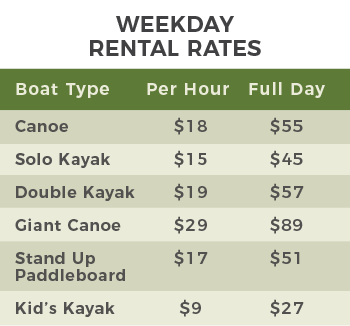 WEEKDAY
RENTAL RATES
Boat Type Per Hour Full Day
Canoe $18 $55
Solo Kayak $15 $45
Double Kayak $19 $57
Giant Canoe $29 $89
Stand Up $17 $51
Paddleboard
Kid’s Kayak $9 $27